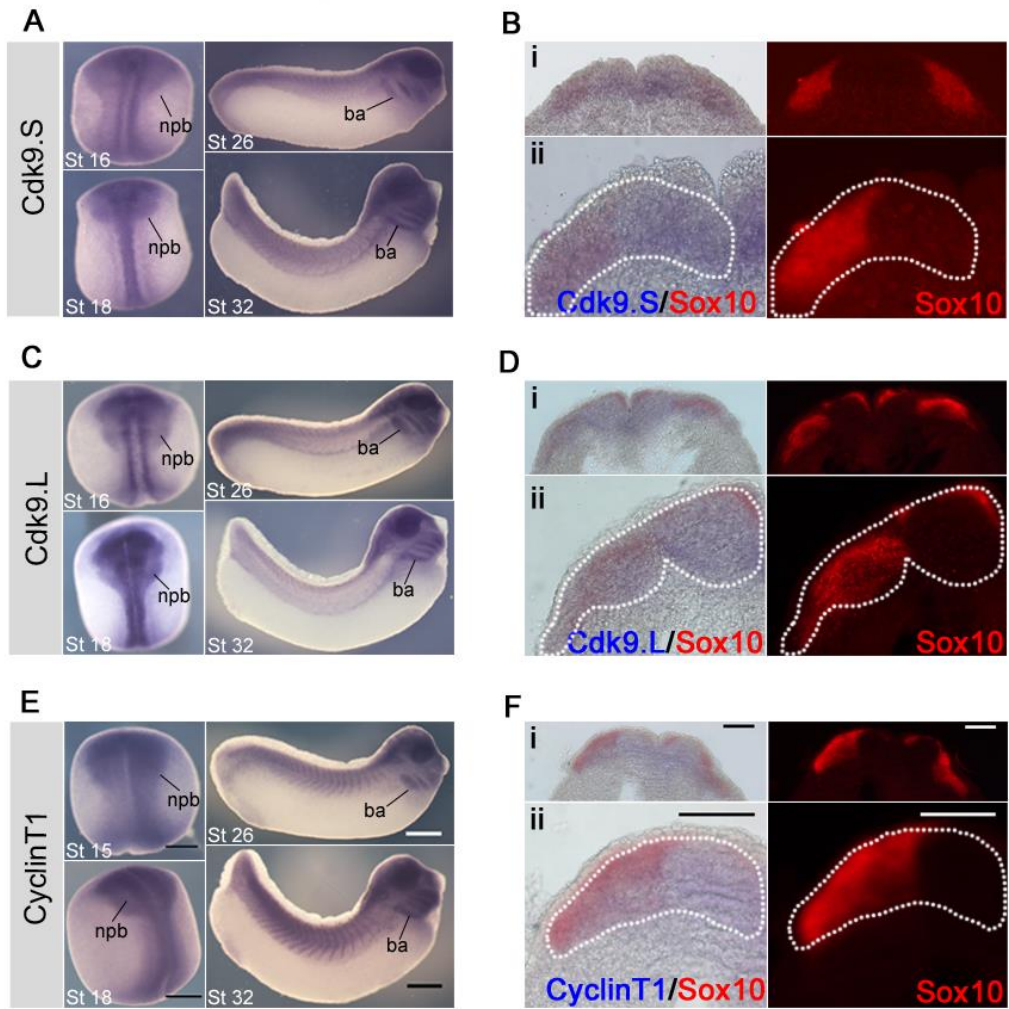 A
B
Cdk9.S
npb
St 16
ba
St 26
npb
St 18
ba
St 32
i
ii
Cdk9.S/Sox10
Sox10
C
D
Cdk9.L
npb
St 16
ba
St 26
npb
St 18
ba
St 32
i
ii
Cdk9.L/Sox10
Sox10
E
F
CyclinT1
npb
St 15
ba
St 26
npb
St 18
ba
St 32
i
ii
CyclinT1/Sox10
Sox10